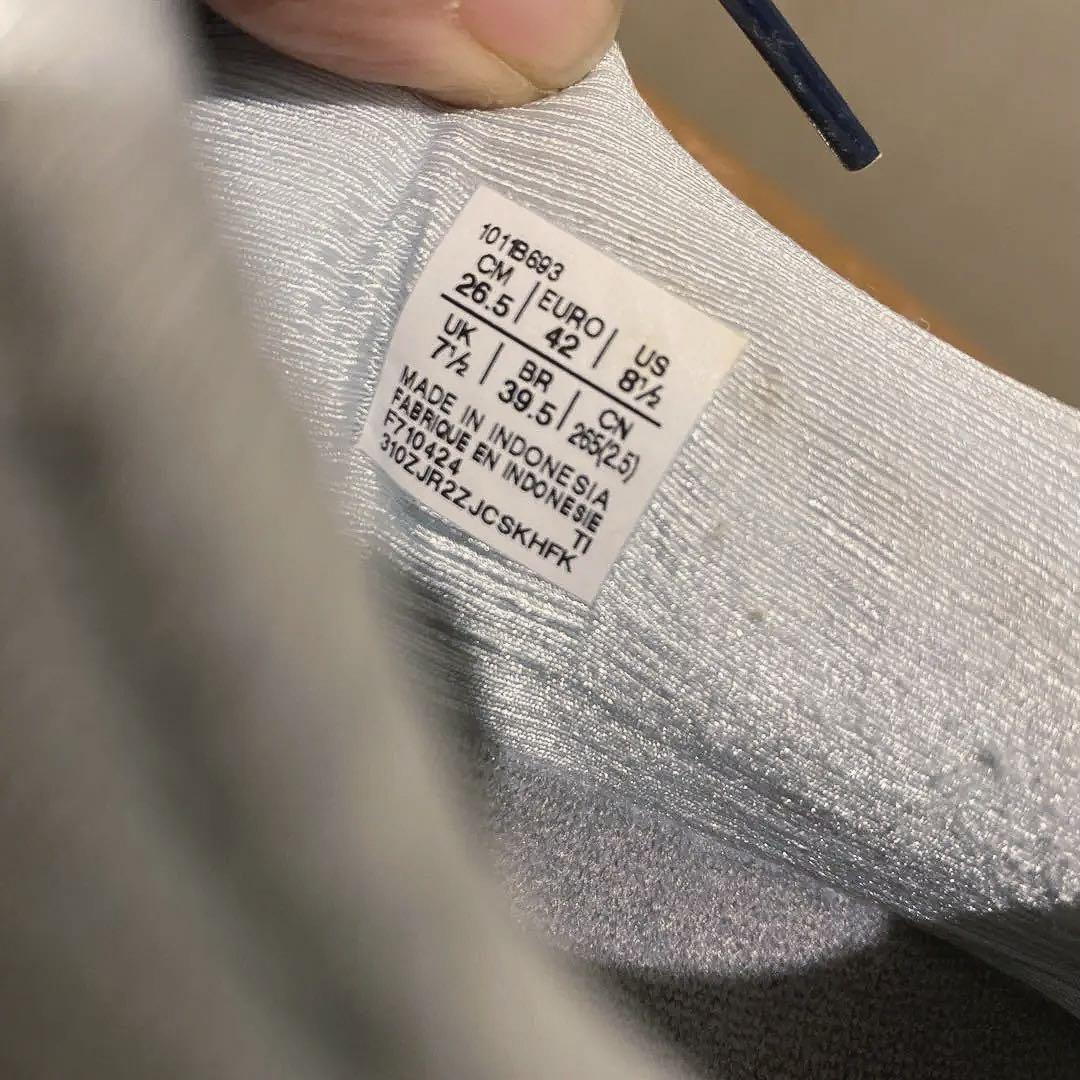 1011B693
CM | EURO | US
26.5 | 42 | 8½
UK | BR | CN
7½ | 39.5 | 265(2.5)
MADE IN INDONESIA
FABRIQUE EN INDONESIE
F710424 TI
310ZJR2ZJCSKHFK